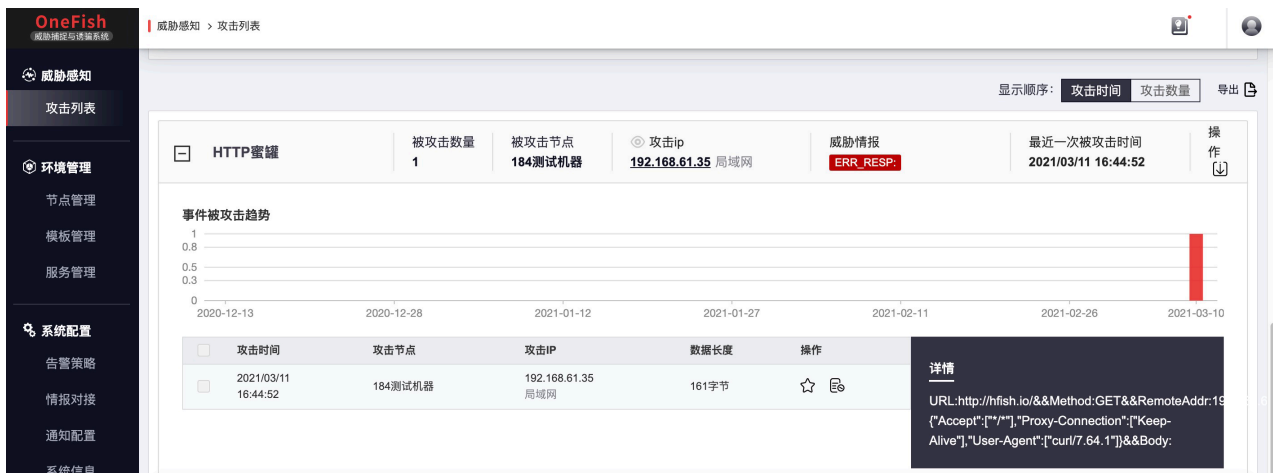 OneFish
威胁捕捉与诱骗系统
威胁感知 > 攻击列表
威胁感知
攻击列表
环境管理
节点管理
模板管理
服务管理
系统配置
告警策略
情报对接
通知配置
系统信息
显示顺序: 攻击时间 攻击数量 导出
HTTP蜜罐
被攻击数量
1
被攻击节点
184测试机器
攻击ip
192.168.61.35 局域网
威胁情报
ERR_RESP:
最近一次被攻击时间
2021/03/11 16:44:52
操作
事件被攻击趋势
1
0.8
0.5
0.3
0
2020-12-13 2020-12-28 2021-01-12 2021-01-27 2021-02-11 2021-02-26 2021-03-10
攻击时间 攻击节点 攻击IP 数据长度 操作
2021/03/11
16:44:52
184测试机器
192.168.61.35
局域网
161字节
详情
URL:http://hfish.io/&&Method:GET&&RemoteAddr:19
{"Accept":["*/*"],"Proxy-Connection":["Keep-
Alive"],"User-Agent":["curl/7.64.1"]}&&Body: